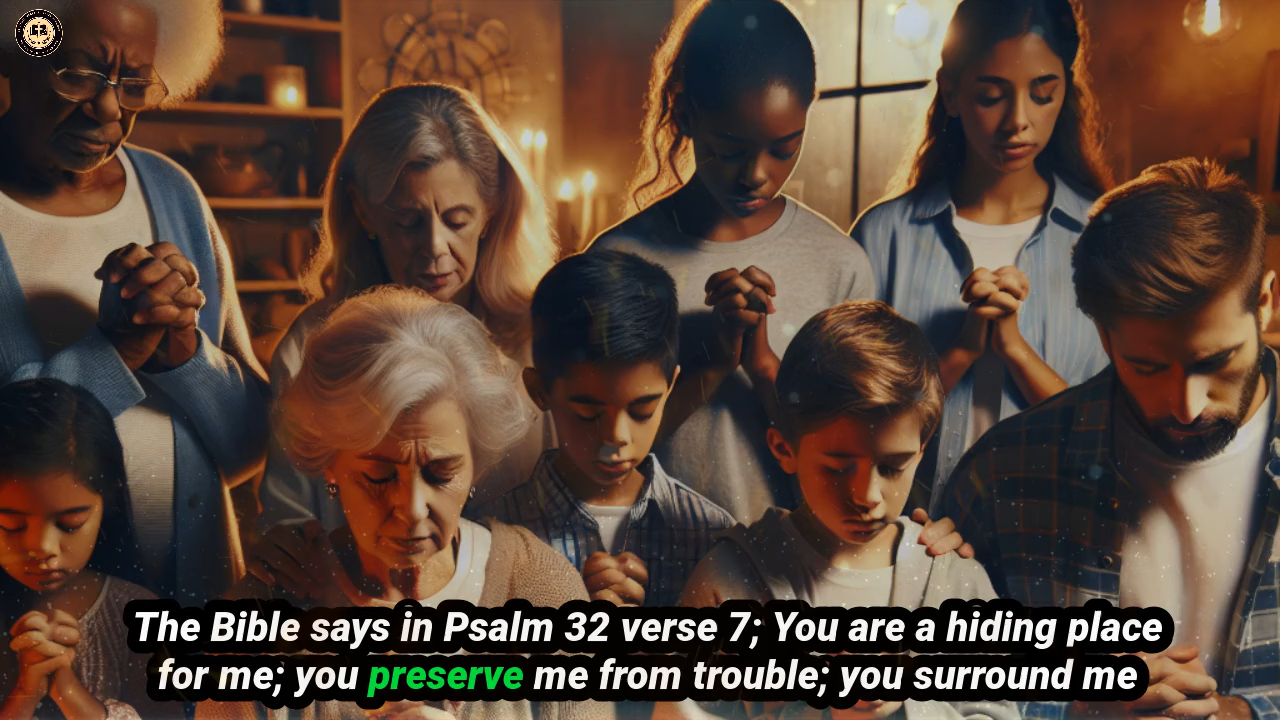 The Bible says in Psalm 32 verse 7; You are a hiding place
for me; you preserve me from trouble; you surround me